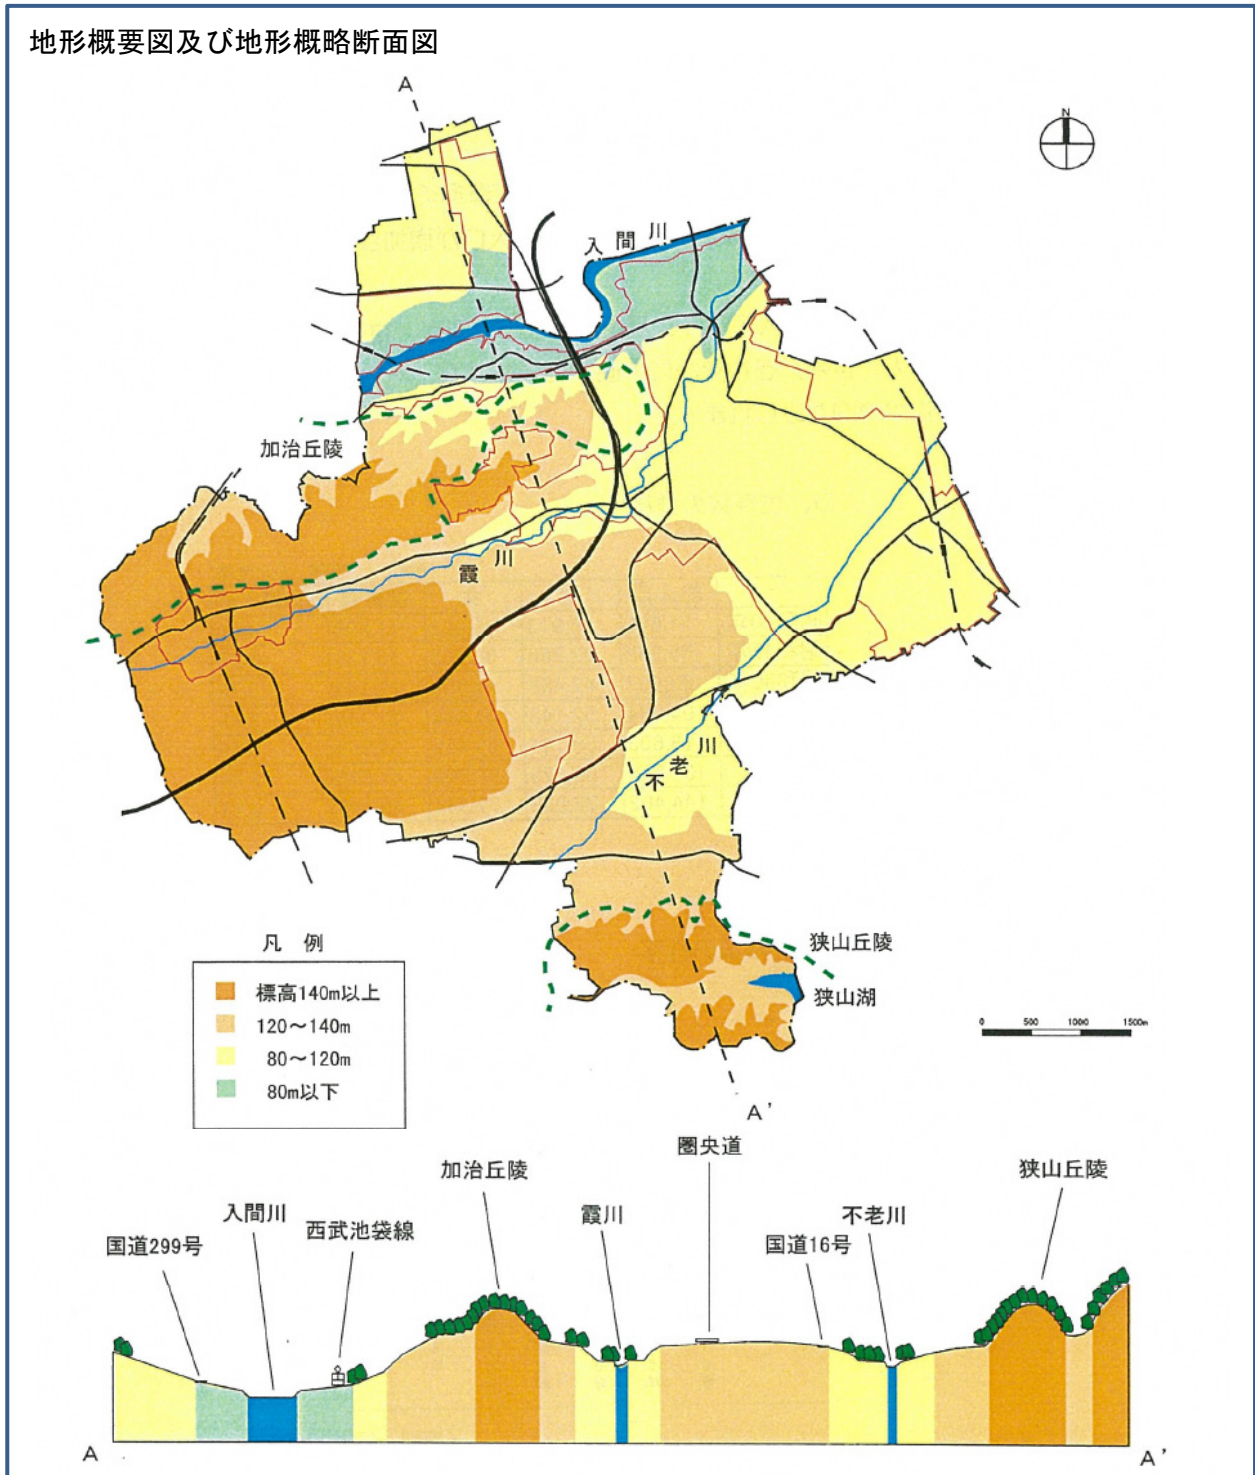 地形概要図及び地形概略断面図
A
N
入間川
加治丘陵
霞川
不老川
狭山丘陵
狭山湖
凡 例
標高140m以上
120〜140m
80〜120m
80m以下
0 500 1000 1500m
A'
圏央道
加治丘陵
狭山丘陵
入間川
霞川
不老川
西武池袋線
国道299号
国道16号
A
A'